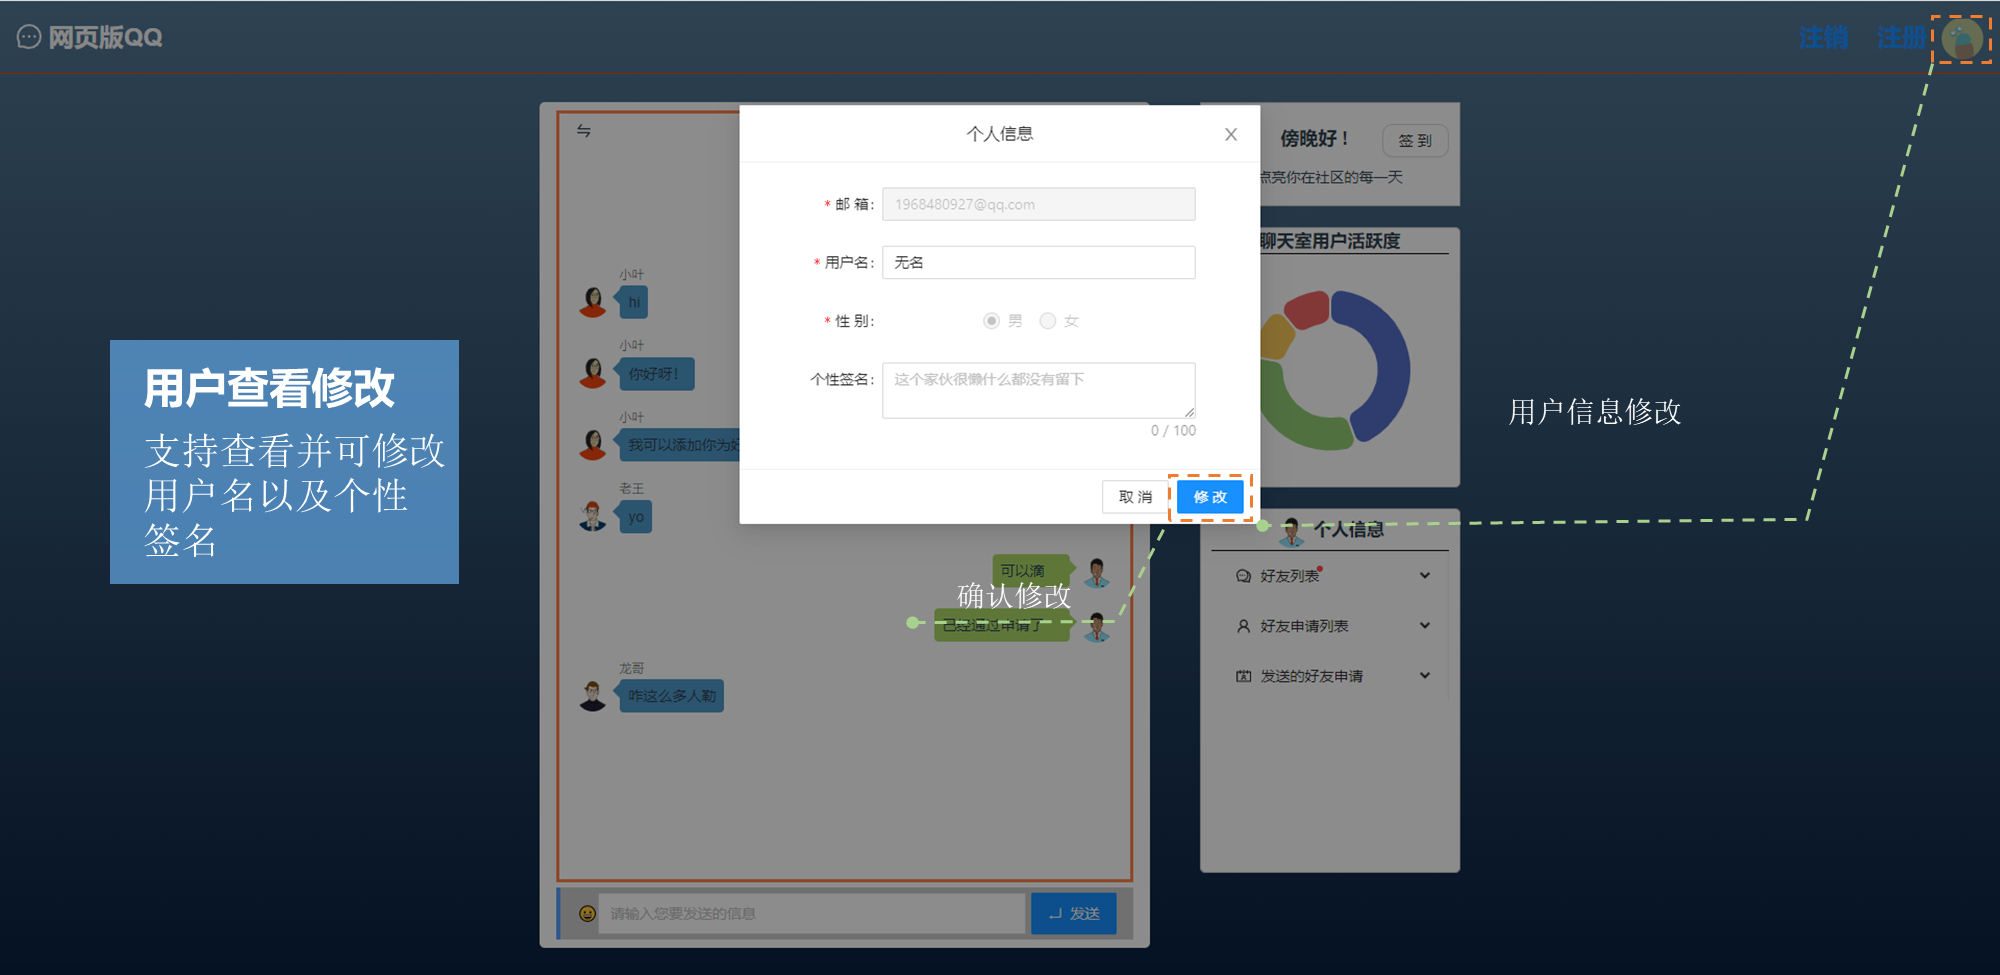 网页版QQ
注销 注册
个人信息 X
* 邮 箱: 1968480927@qq.com
* 用户名: 无名
* 性 别: 男 女
个性签名: 这个家伙很懒什么都没有留下
0 / 100
取 消 修 改
傍晚好！ 签 到
点亮你在社区的每一天
聊天室用户活跃度
用户查看修改
支持查看并可修改
用户名以及个性
签名
小叶
hi
小叶
你好呀！
小叶
我可以添加你为好
老王
yo
可以滴
确认修改
已经通过申请了
龙哥
咋这么多人勒
请输入您要发送的信息 发送
用户信息修改
个人信息
好友列表
好友申请列表
发送的好友申请